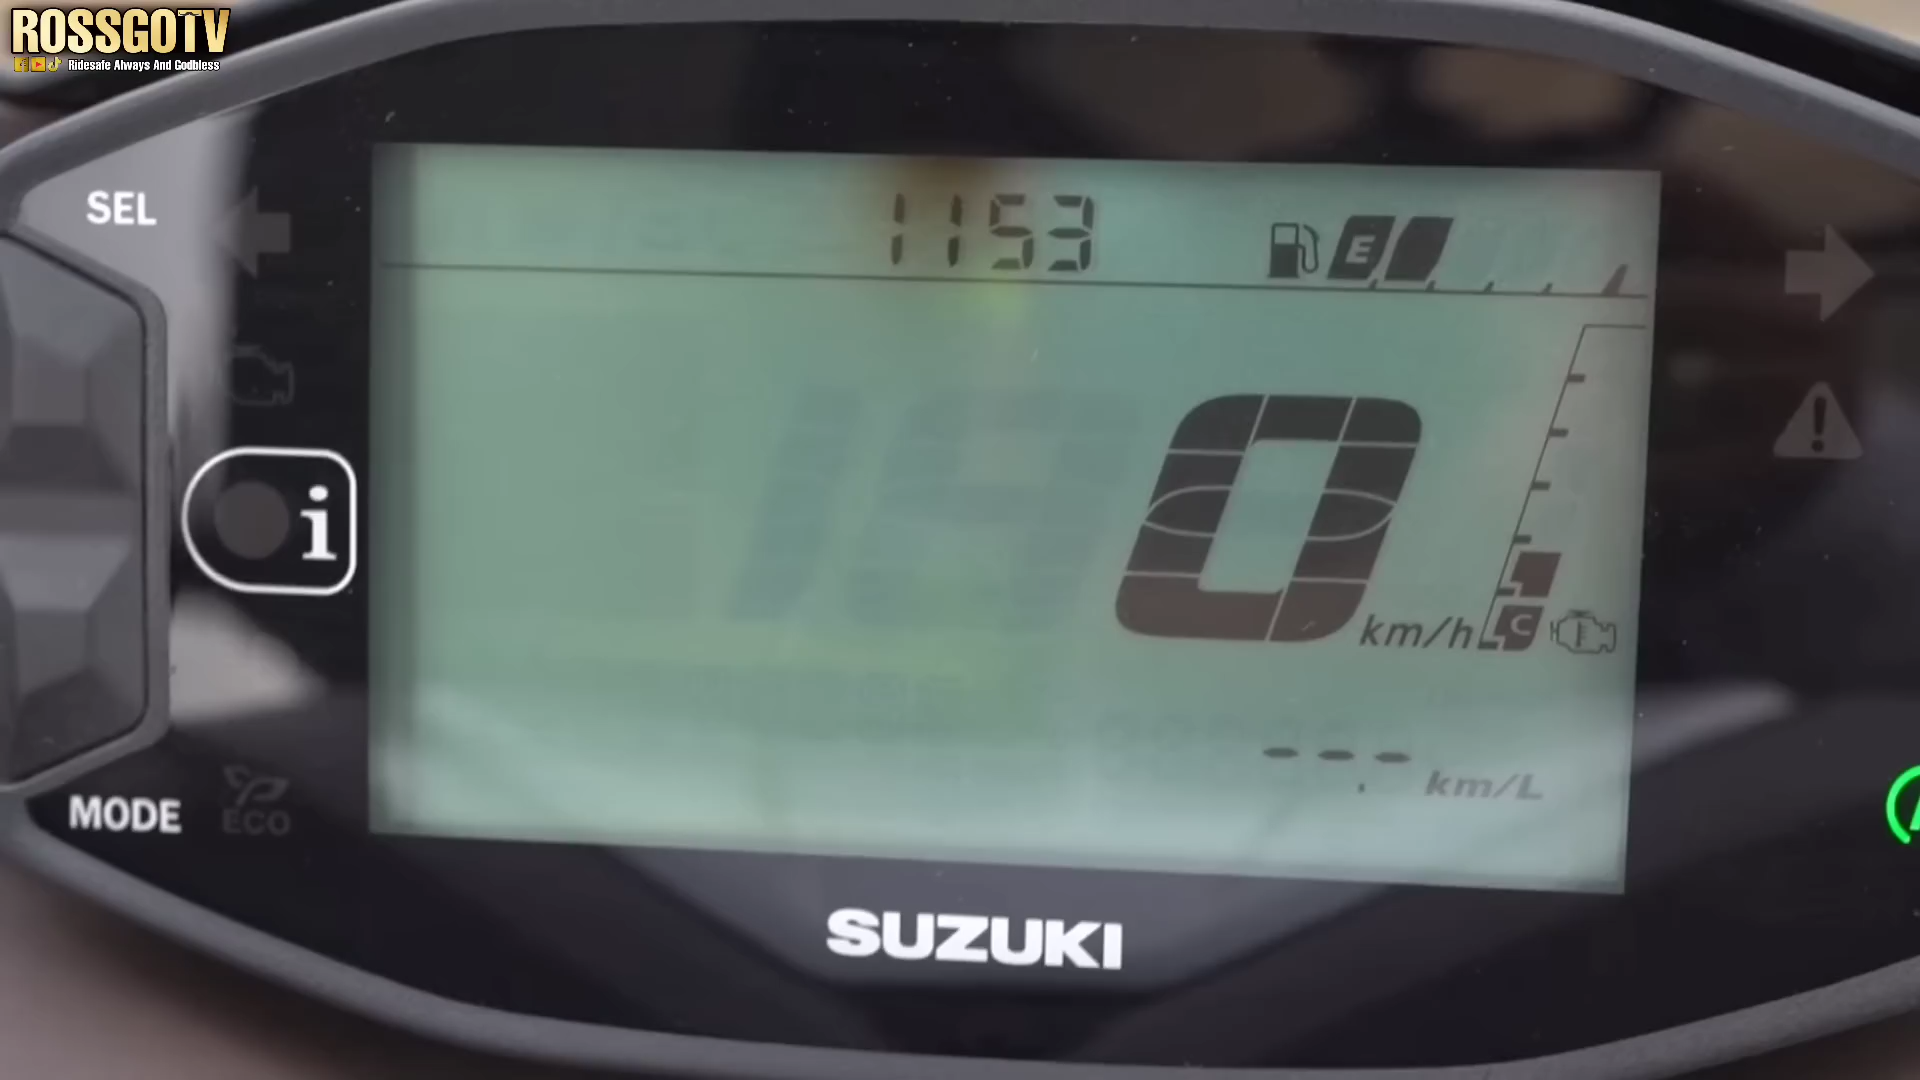 ROSSGOTV
Ridesafe Always And Godbless
SEL
1153
E
i
0
km/h
C
--- km/L
MODE
ECO
SUZUKI